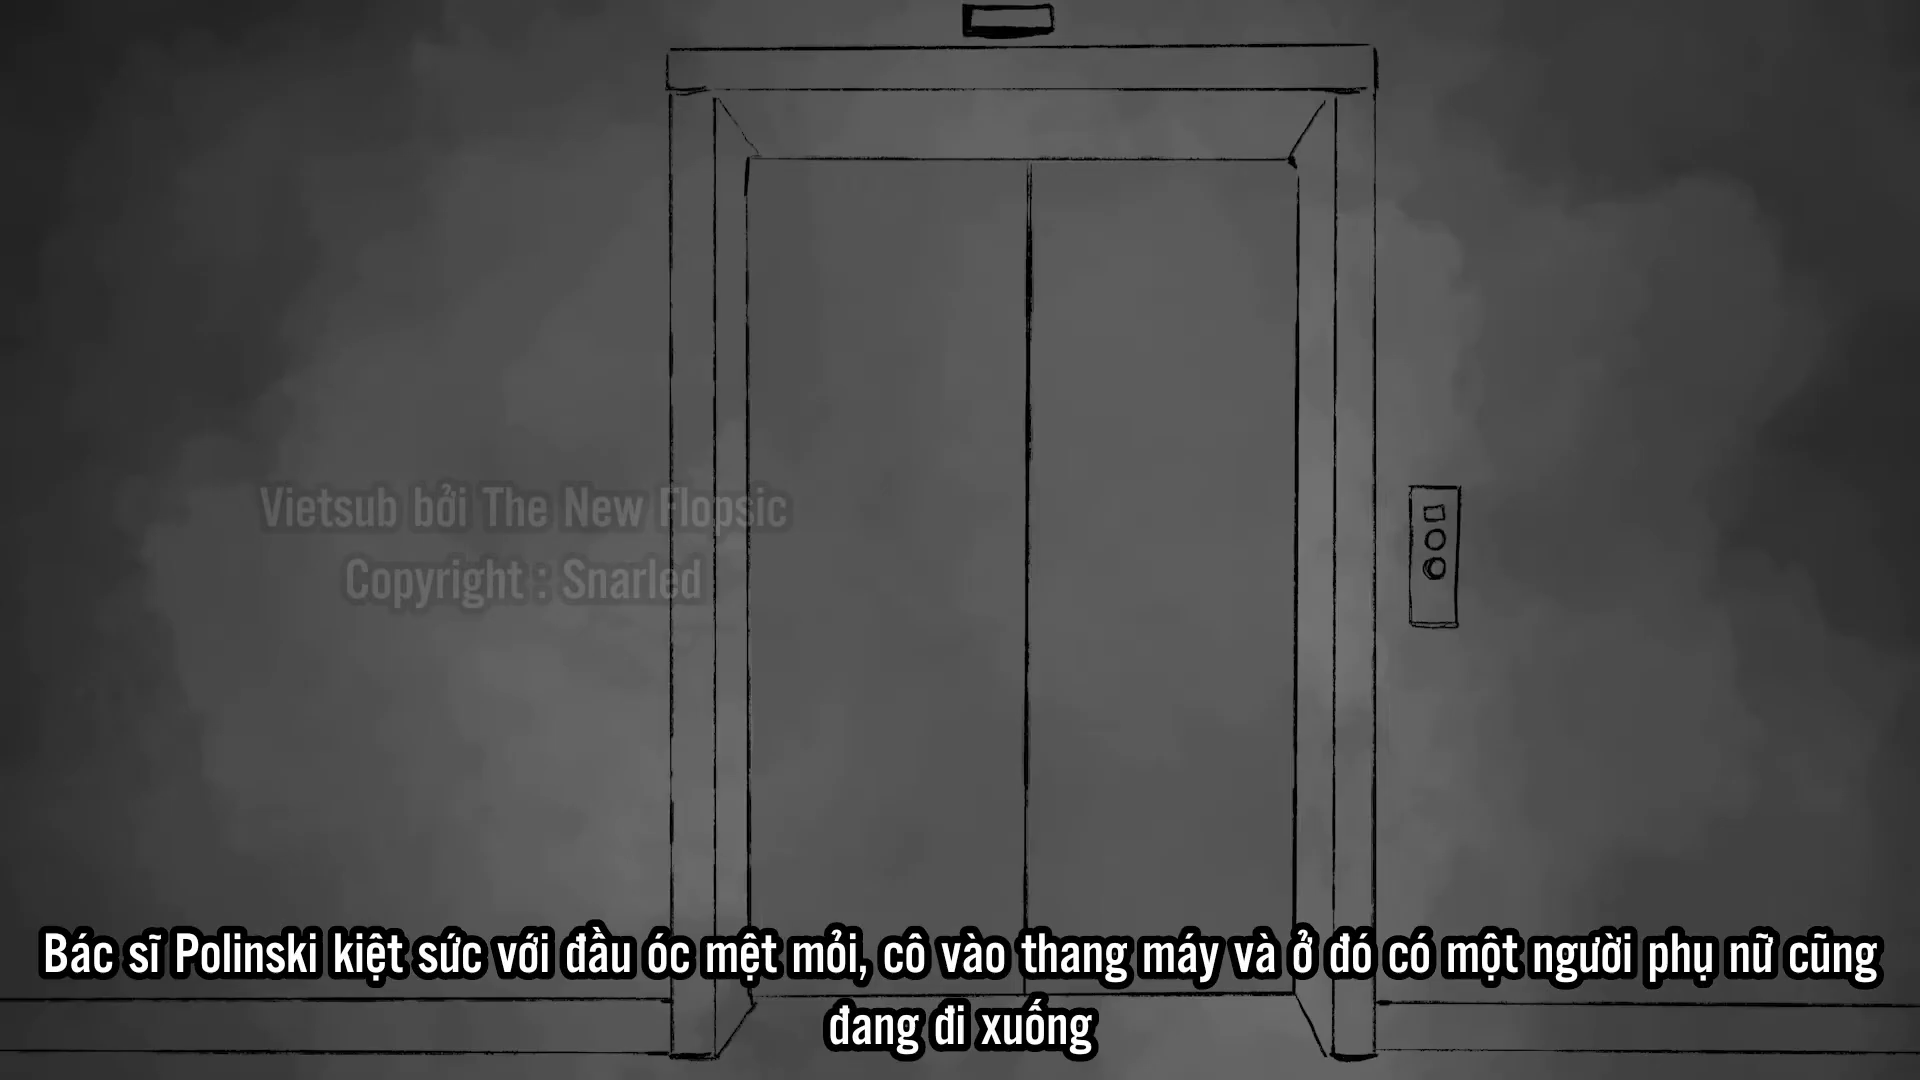 Vietsub bởi The New Flopsic
Copyright : Snarled
Bác sĩ Polinski kiệt sức với đầu óc mệt mỏi, cô vào thang máy và ở đó có một người phụ nữ cũng
đang đi xuống